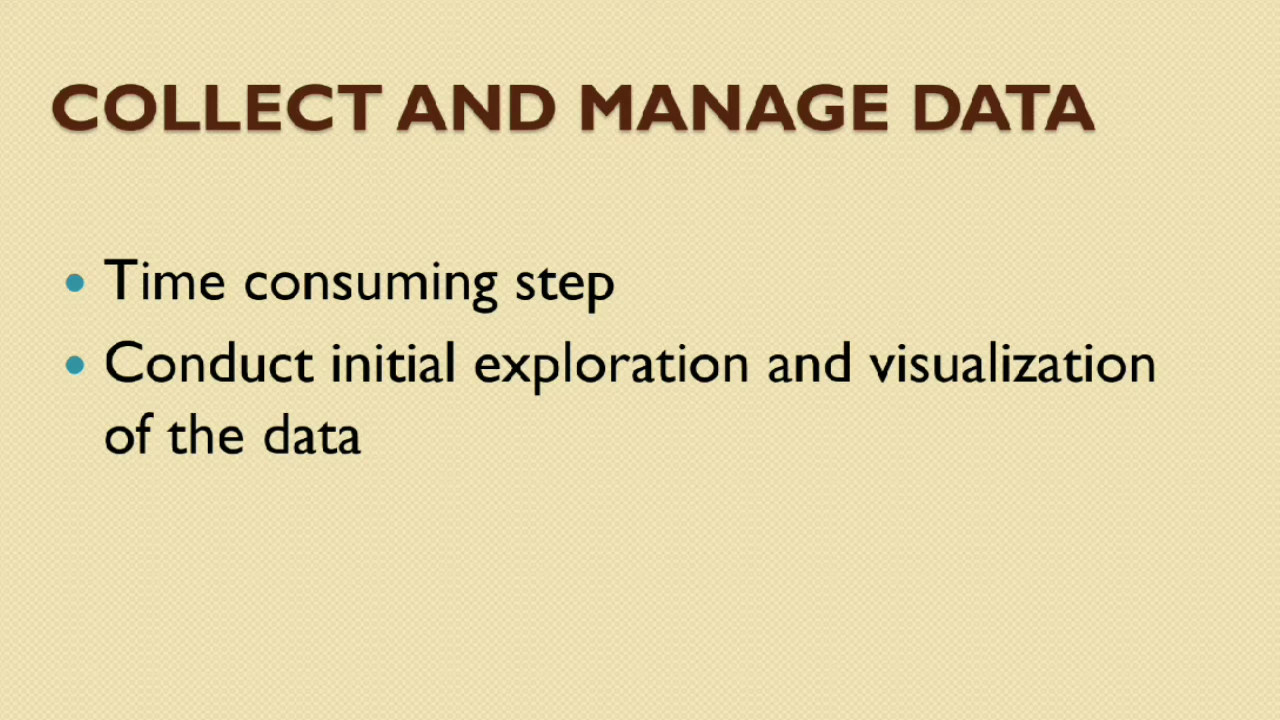 COLLECT AND MANAGE DATA
• Time consuming step
• Conduct initial exploration and visualization
of the data